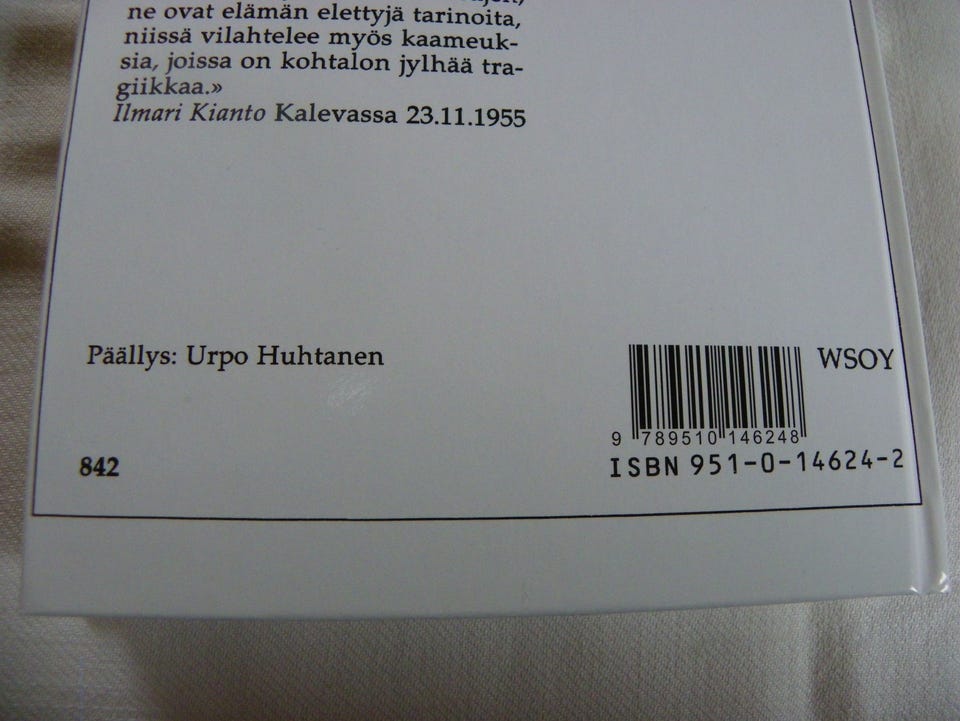 ne ovat elämän elettyjä tarinoita,
niissä vilahtelee myös kaameuk-
sia, joissa on kohtalon jylhää tra-
giikkaa.»
Ilmari Kianto Kalevassa 23.11.1955
Päällys: Urpo Huhtanen
WSOY
9 789510 146248
842
ISBN 951-0-14624-2